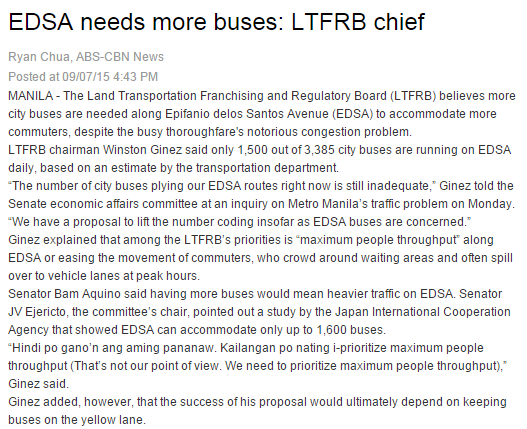 EDSA needs more buses: LTFRB chief
Ryan Chua, ABS-CBN News
Posted at 09/07/15 4:43 PM
MANILA - The Land Transportation Franchising and Regulatory Board (LTFRB) believes more
city buses are needed along Epifanio delos Santos Avenue (EDSA) to accommodate more
commuters, despite the busy thoroughfare's notorious congestion problem.
LTFRB chairman Winston Ginez said only 1,500 out of 3,385 city buses are running on EDSA
daily, based on an estimate by the transportation department.
“The number of city buses plying our EDSA routes right now is still inadequate,” Ginez told the
Senate economic affairs committee at an inquiry on Metro Manila's traffic problem on Monday.
“We have a proposal to lift the number coding insofar as EDSA buses are concerned.”
Ginez explained that among the LTFRB's priorities is “maximum people throughput” along
EDSA or easing the movement of commuters, who crowd around waiting areas and often spill
over to vehicle lanes at peak hours.
Senator Bam Aquino said having more buses would mean heavier traffic on EDSA. Senator
JV Ejericto, the committee's chair, pointed out a study by the Japan International Cooperation
Agency that showed EDSA can accommodate only up to 1,600 buses.
“Hindi po gano'n ang aming pananaw. Kailangan po nating i-prioritize maximum people
throughput (That's not our point of view. We need to prioritize maximum people throughput),”
Ginez said.
Ginez added, however, that the success of his proposal would ultimately depend on keeping
buses on the yellow lane.